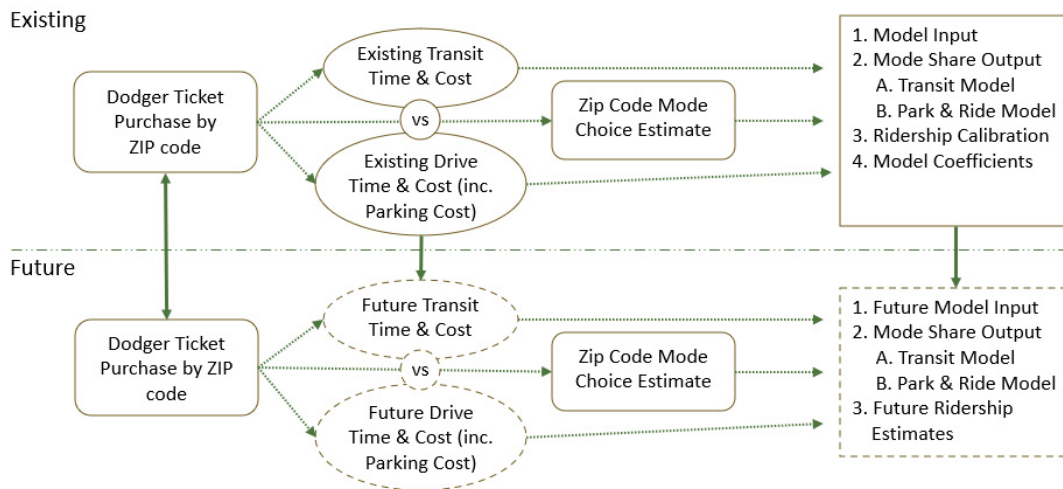 Existing
Dodger Ticket
Purchase by
ZIP code
Existing Transit
Time & Cost
vs
Existing Drive
Time & Cost (inc.
Parking Cost)
Zip Code Mode
Choice Estimate
1. Model Input
2. Mode Share Output
A. Transit Model
B. Park & Ride Model
3. Ridership Calibration
4. Model Coefficients
Future
Dodger Ticket
Purchase by ZIP
code
Future Transit
Time & Cost
vs
Future Drive
Time & Cost (inc.
Parking Cost)
Zip Code Mode
Choice Estimate
1. Future Model Input
2. Mode Share Output
A. Transit Model
B. Park & Ride Model
3. Future Ridership
Estimates